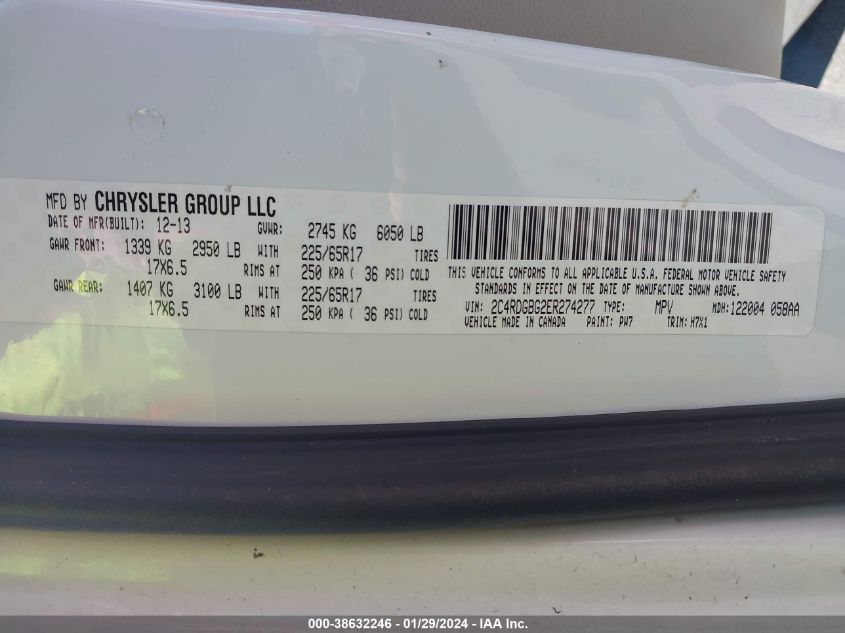 MFD BY CHRYSLER GROUP LLC
DATE OF MFR(BUILT): 12-13 GVWR: 2745 KG 6050 LB
GAWR FRONT: 1339 KG 2950 LB WITH 225/65R17 TIRES
17X6.5 RIMS AT 250 KPA ( 36 PSI) COLD
GAWR REAR: 1407 KG 3100 LB WITH 225/65R17 TIRES
17X6.5 RIMS AT 250 KPA ( 36 PSI) COLD
THIS VEHICLE CONFORMS TO ALL APPLICABLE U.S.A. FEDERAL MOTOR VEHICLE SAFETY
STANDARDS IN EFFECT ON THE DATE OF MANUFACTURE SHOWN ABOVE.
VIN: 2C4RDGBG2ER274277 TYPE: MPV MDH: 122004 058AA
VEHICLE MADE IN CANADA PAINT: PW7 TRIM: H7X1
000-38632246 - 01/29/2024 - IAA Inc.